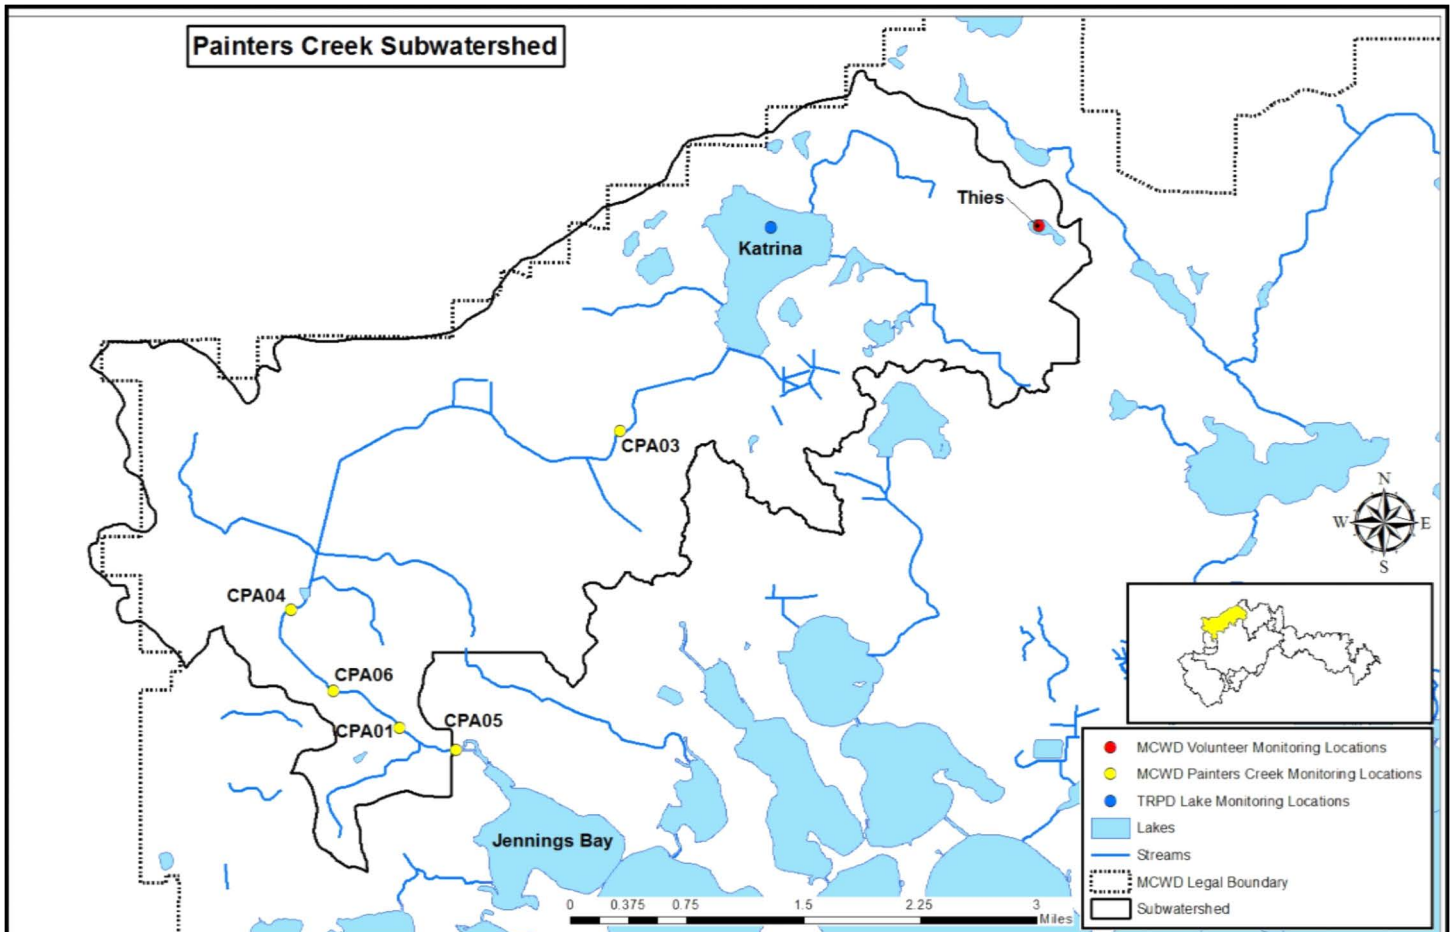 Painters Creek Subwatershed
Thies
Katrina
CPA03
CPA04
CPA06
CPA01
CPA05
Jennings Bay
N
W E
S
MCWD Volunteer Monitoring Locations
MCWD Painters Creek Monitoring Locations
TRPD Lake Monitoring Locations
Lakes
Streams
MCWD Legal Boundary
Subwatershed
0 0.375 0.75 1.5 2.25 3
Miles